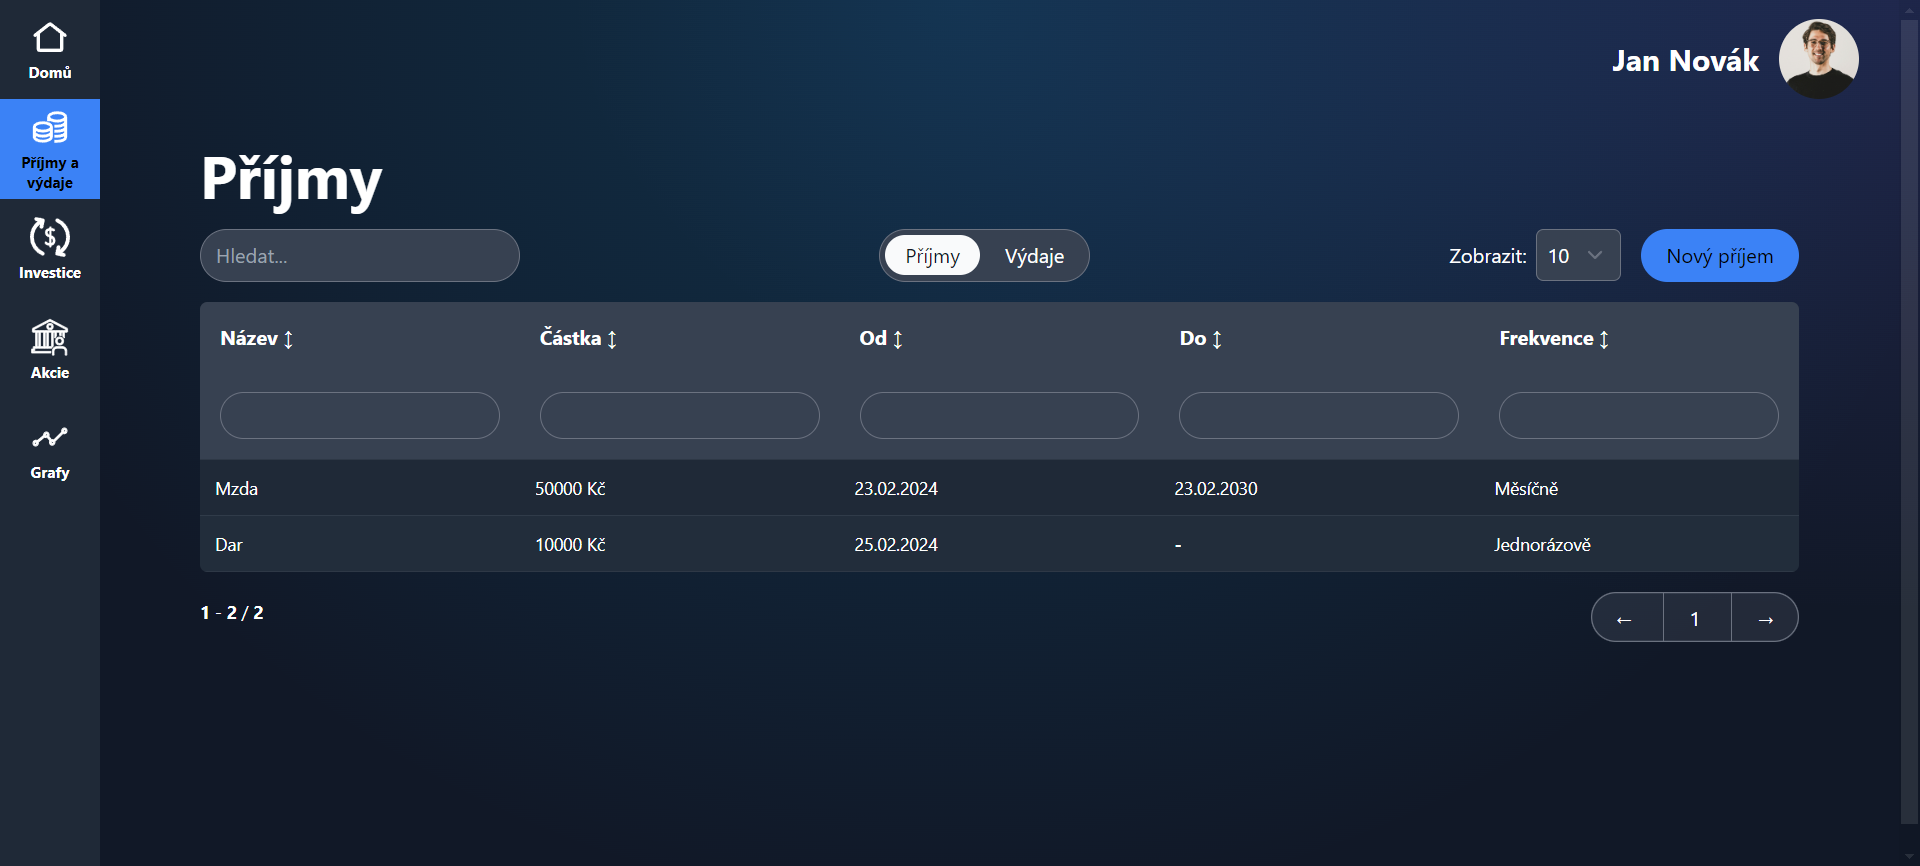 Domů
Příjmy a
výdaje
Investice
Akcie
Grafy
Jan Novák
Příjmy
Hledat...
Příjmy Výdaje
Zobrazit: 10
Nový příjem
Název ↕ Částka ↕ Od ↕ Do ↕ Frekvence ↕
Mzda 50000 Kč 23.02.2024 23.02.2030 Měsíčně
Dar 10000 Kč 25.02.2024 - Jednorázově
1 - 2 / 2
← 1 →